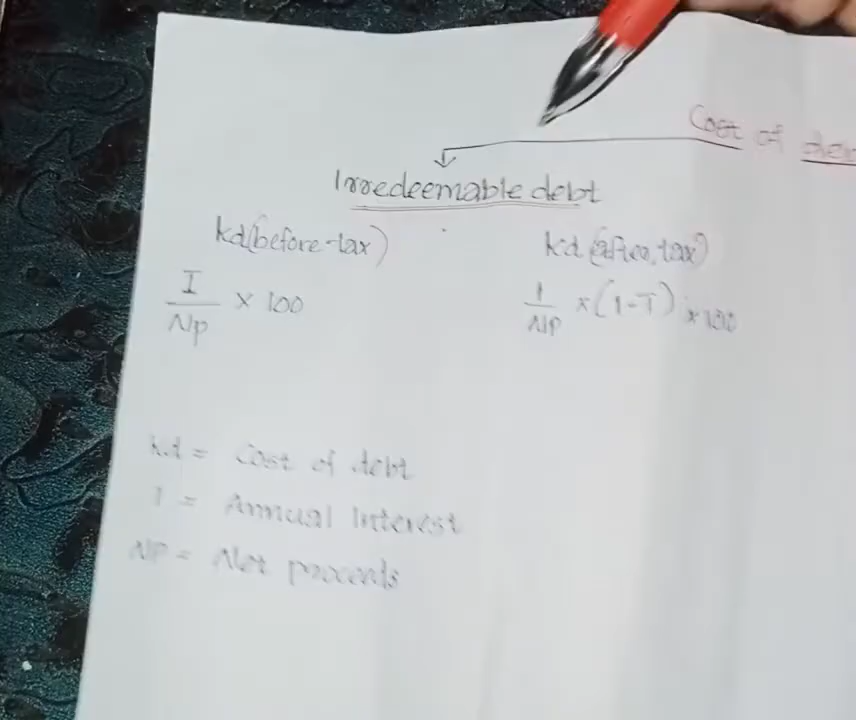 Cost of deb
Irredeemable debt
Kd (before tax)
Kd (after tax)
I/NP × 100
I/NP × (1-T) × 100
Kd = Cost of debt
I = Annual Interest
NP = Net proceeds